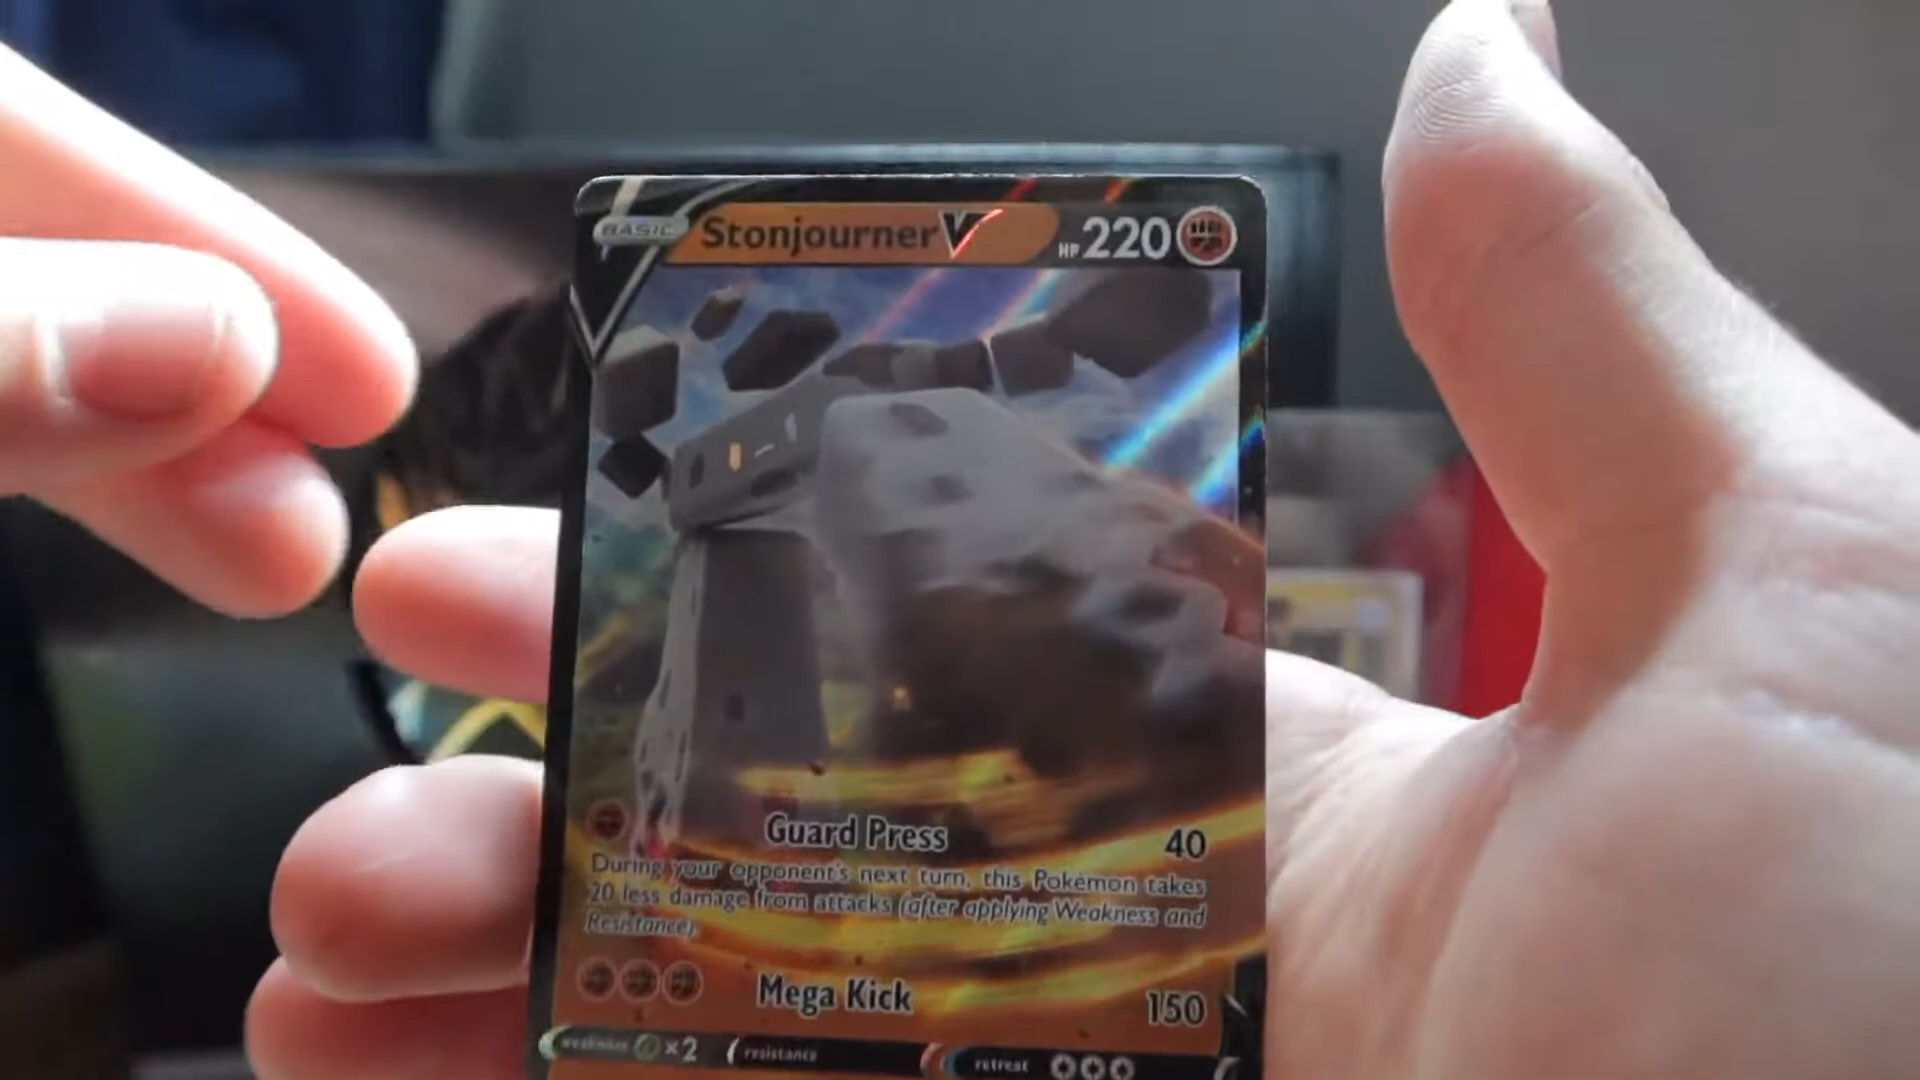 BASIC Stonjourner V HP 220
Guard Press 40
During your opponent's next turn, this Pokémon takes
20 less damage from attacks (after applying Weakness and
Resistance).
Mega Kick 150
weakness ×2 resistance retreat